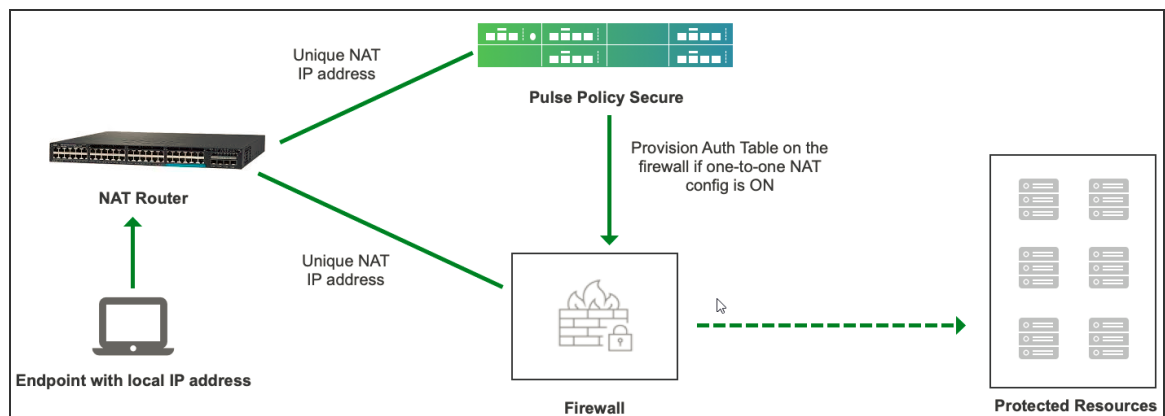 Unique NAT
IP address
Pulse Policy Secure
Provision Auth Table on the
firewall if one-to-one NAT
config is ON
NAT Router
Unique NAT
IP address
Endpoint with local IP address
Firewall
Protected Resources